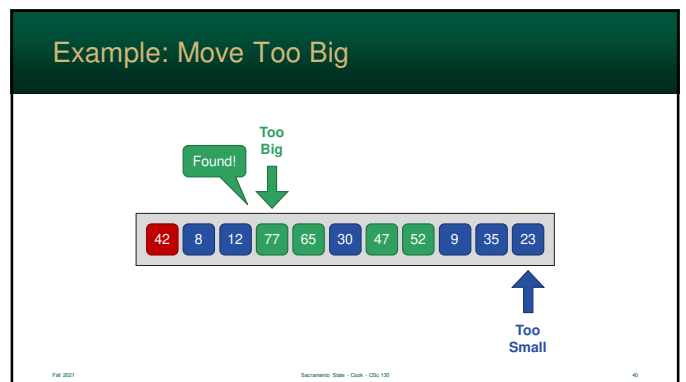 Example: Move Too Big
Too
Big
Found!
42 8 12 77 65 30 47 52 9 35 23
Too
Small
Fall 2021 Sacramento State - Cook - CSc 130 40